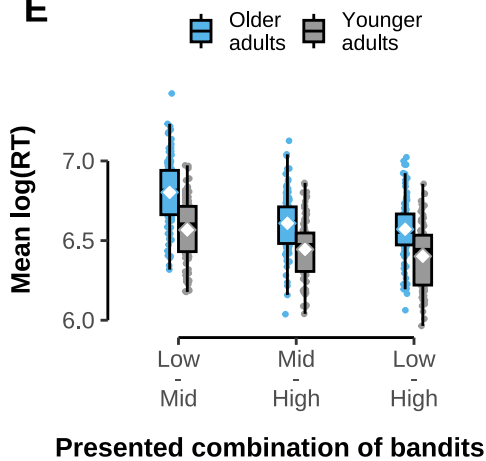 E
Older adults
Younger adults
Mean log(RT)
7.0
6.5
6.0
Low - Mid
Mid - High
Low - High
Presented combination of bandits